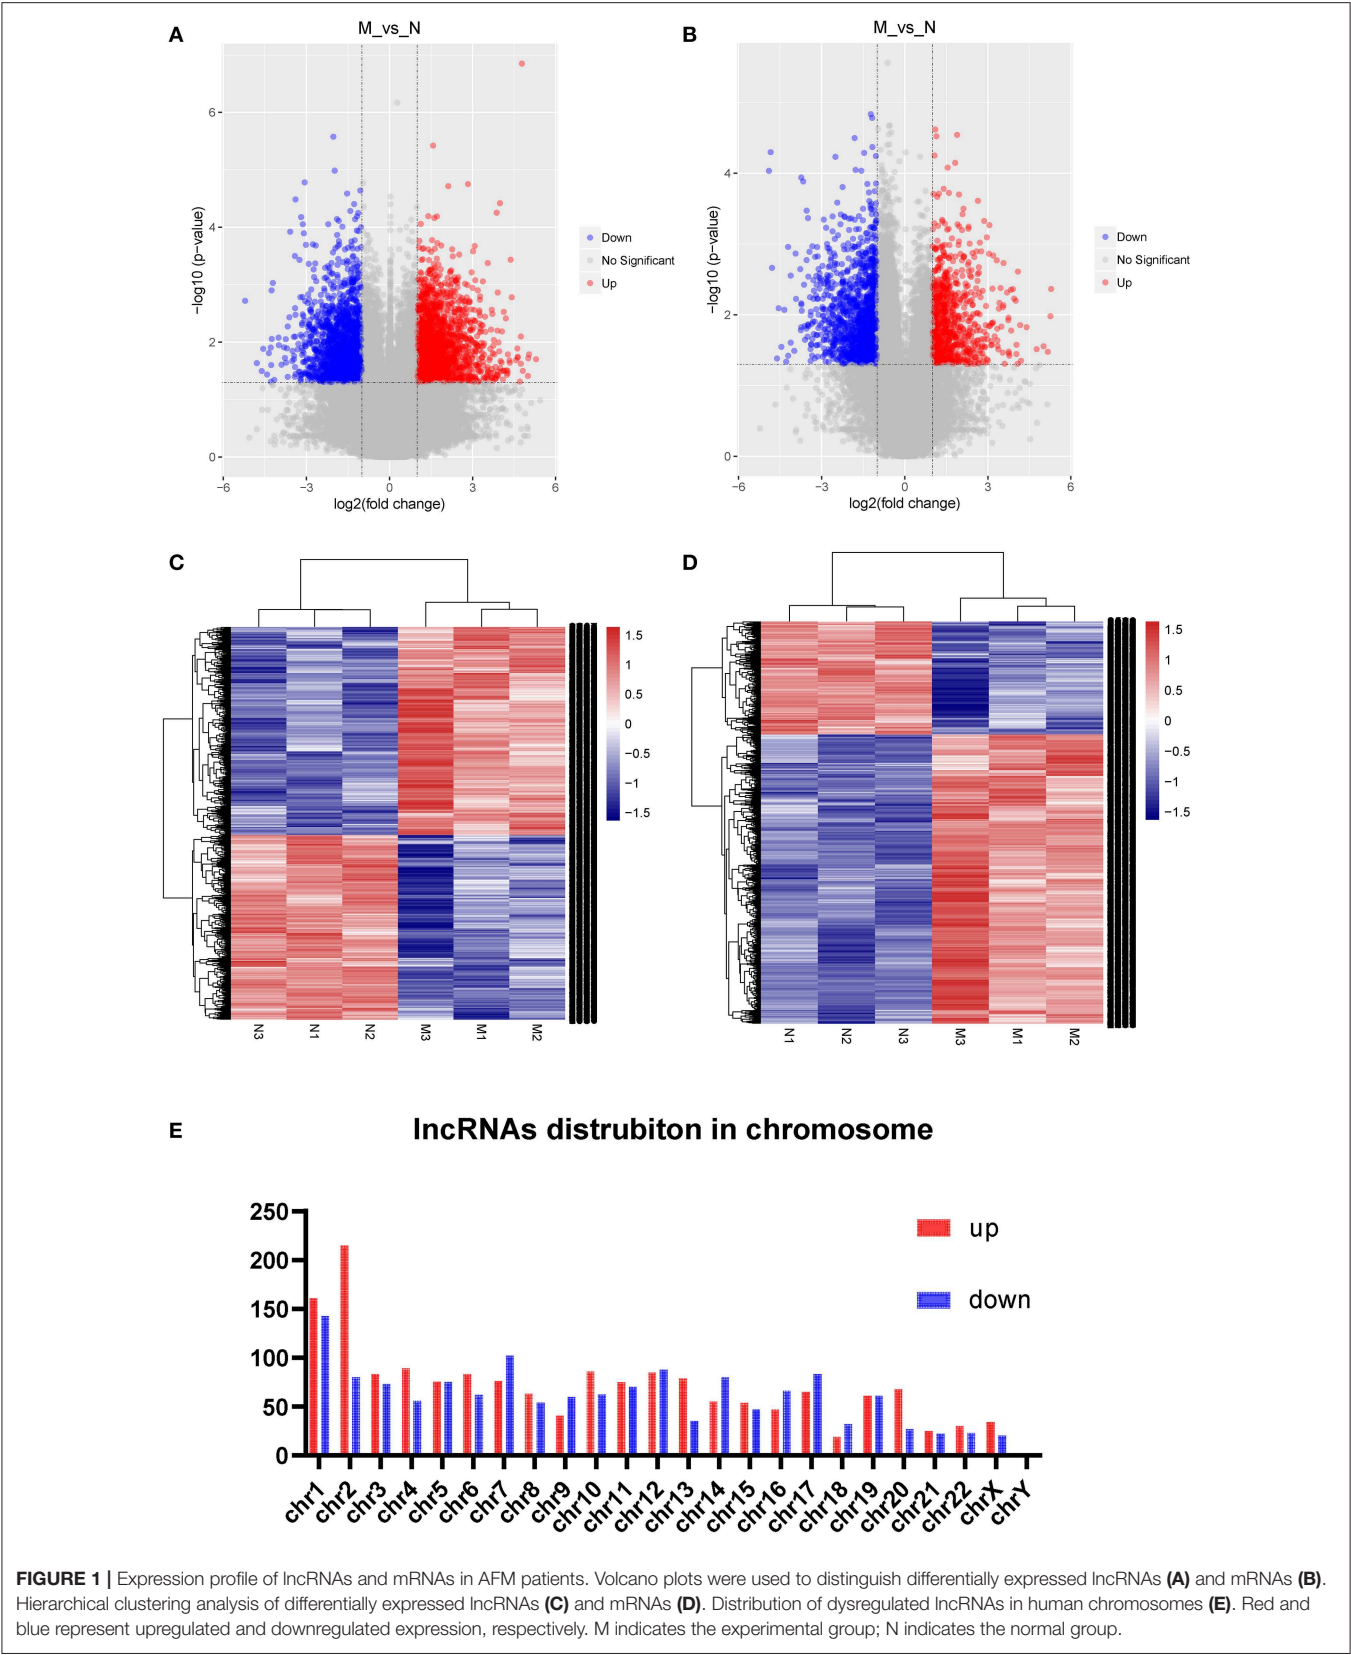 A
M_vs_N
6
4
2
0
−log10 (p−value)
−6
−3
0
3
6
log2(fold change)
Down
No Significant
Up
B
M_vs_N
4
2
0
−log10 (p−value)
−6
−3
0
3
6
log2(fold change)
Down
No Significant
Up
C
1.5
1
0.5
0
−0.5
−1
−1.5
N3
N1
N2
M3
M1
M2
D
1.5
1
0.5
0
−0.5
−1
−1.5
N1
N2
N3
M3
M1
M2
E
lncRNAs distrubiton in chromosome
250
200
150
100
50
0
up
down
chr1
chr2
chr3
chr4
chr5
chr6
chr7
chr8
chr9
chr10
chr11
chr12
chr13
chr14
chr15
chr16
chr17
chr18
chr19
chr20
chr21
chr22
chrX
chrY
FIGURE 1 | Expression profile of lncRNAs and mRNAs in AFM patients. Volcano plots were used to distinguish differentially expressed lncRNAs (A) and mRNAs (B).
Hierarchical clustering analysis of differentially expressed lncRNAs (C) and mRNAs (D). Distribution of dysregulated lncRNAs in human chromosomes (E). Red and
blue represent upregulated and downregulated expression, respectively. M indicates the experimental group; N indicates the normal group.